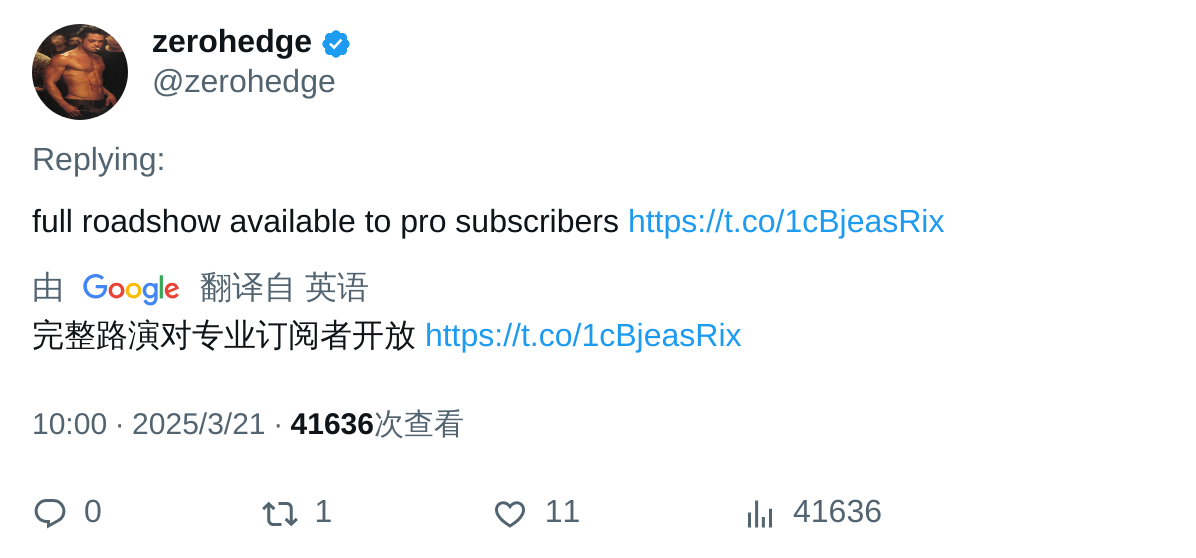 zerohedge
@zerohedge
Replying:
full roadshow available to pro subscribers https://t.co/1cBjeasRix
由 Google 翻译自 英语
完整路演对专业订阅者开放 https://t.co/1cBjeasRix
10:00 · 2025/3/21 · 41636次查看
0 1 11 41636